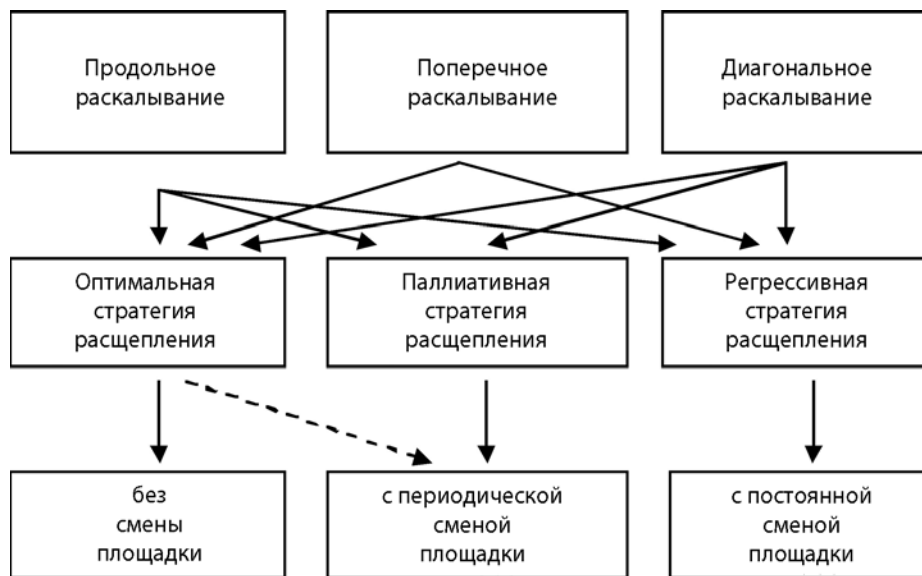 Продольное
раскалывание
Поперечное
раскалывание
Диагональное
раскалывание
Оптимальная
стратегия
расщепления
Паллиативная
стратегия
расщепления
Регрессивная
стратегия
расщепления
без
смены
площадки
с периодической
сменой
площадки
с постоянной
сменой
площадки